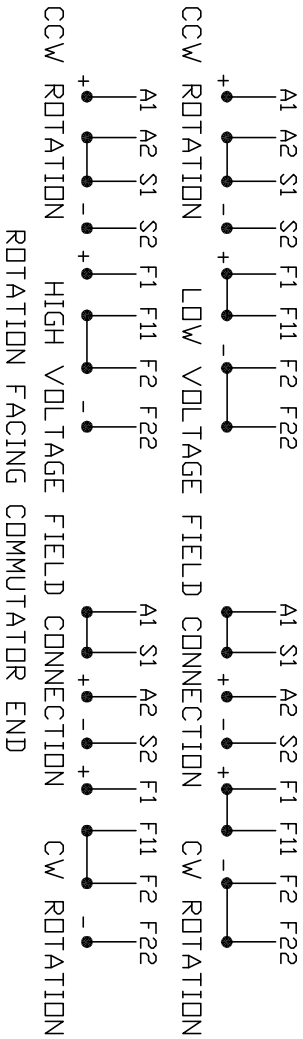 A1 A2 S1 S2 F1 F11 F2 F22 A1 S1 A2 S2 F1 F11 F2 F22
+ - + - + - + -
CCW ROTATION LOW VOLTAGE FIELD CONNECTION CW ROTATION
A1 A2 S1 S2 F1 F11 F2 F22 A1 S1 A2 S2 F1 F11 F2 F22
+ - + - + - + -
CCW ROTATION HIGH VOLTAGE FIELD CONNECTION CW ROTATION
ROTATION FACING COMMUTATOR END